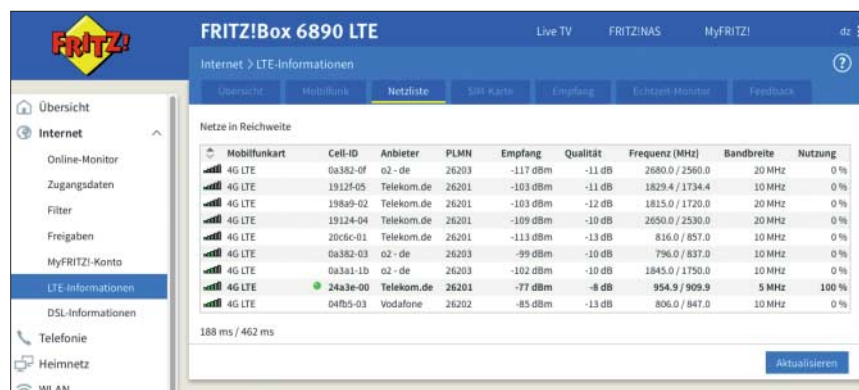 FRITZ!
FRITZ!Box 6890 LTE
Live TV FRITZ!NAS MyFRITZ! dz
Internet > LTE-Informationen
?
Übersicht Mobilfunk Netzliste SIM-Karte Empfang Echtzeit-Monitor Feedback
Übersicht
Internet
Online-Monitor
Zugangsdaten
Filter
Freigaben
MyFRITZ!-Konto
LTE-Informationen
DSL-Informationen
Telefonie
Heimnetz
WLAN
Netze in Reichweite
Mobilfunkart Cell-ID Anbieter PLMN Empfang Qualität Frequenz (MHz) Bandbreite Nutzung
4G LTE 0a382-0f o2 - de 26203 -117 dBm -11 dB 2680.0 / 2560.0 20 MHz 0 %
4G LTE 1912f-05 Telekom.de 26201 -103 dBm -11 dB 1829.4 / 1734.4 10 MHz 0 %
4G LTE 198a9-02 Telekom.de 26201 -103 dBm -12 dB 1815.0 / 1720.0 20 MHz 0 %
4G LTE 19124-04 Telekom.de 26201 -109 dBm -10 dB 2650.0 / 2530.0 20 MHz 0 %
4G LTE 20c6c-01 Telekom.de 26201 -113 dBm -13 dB 816.0 / 857.0 10 MHz 0 %
4G LTE 0a382-03 o2 - de 26203 -99 dBm -10 dB 796.0 / 837.0 10 MHz 0 %
4G LTE 0a3a1-1b o2 - de 26203 -102 dBm -10 dB 1845.0 / 1750.0 10 MHz 0 %
4G LTE 24a3e-00 Telekom.de 26201 -77 dBm -8 dB 954.9 / 909.9 5 MHz 100 %
4G LTE 04fb5-03 Vodafone 26202 -85 dBm -13 dB 806.0 / 847.0 10 MHz 0 %
188 ms / 462 ms
Aktualisieren